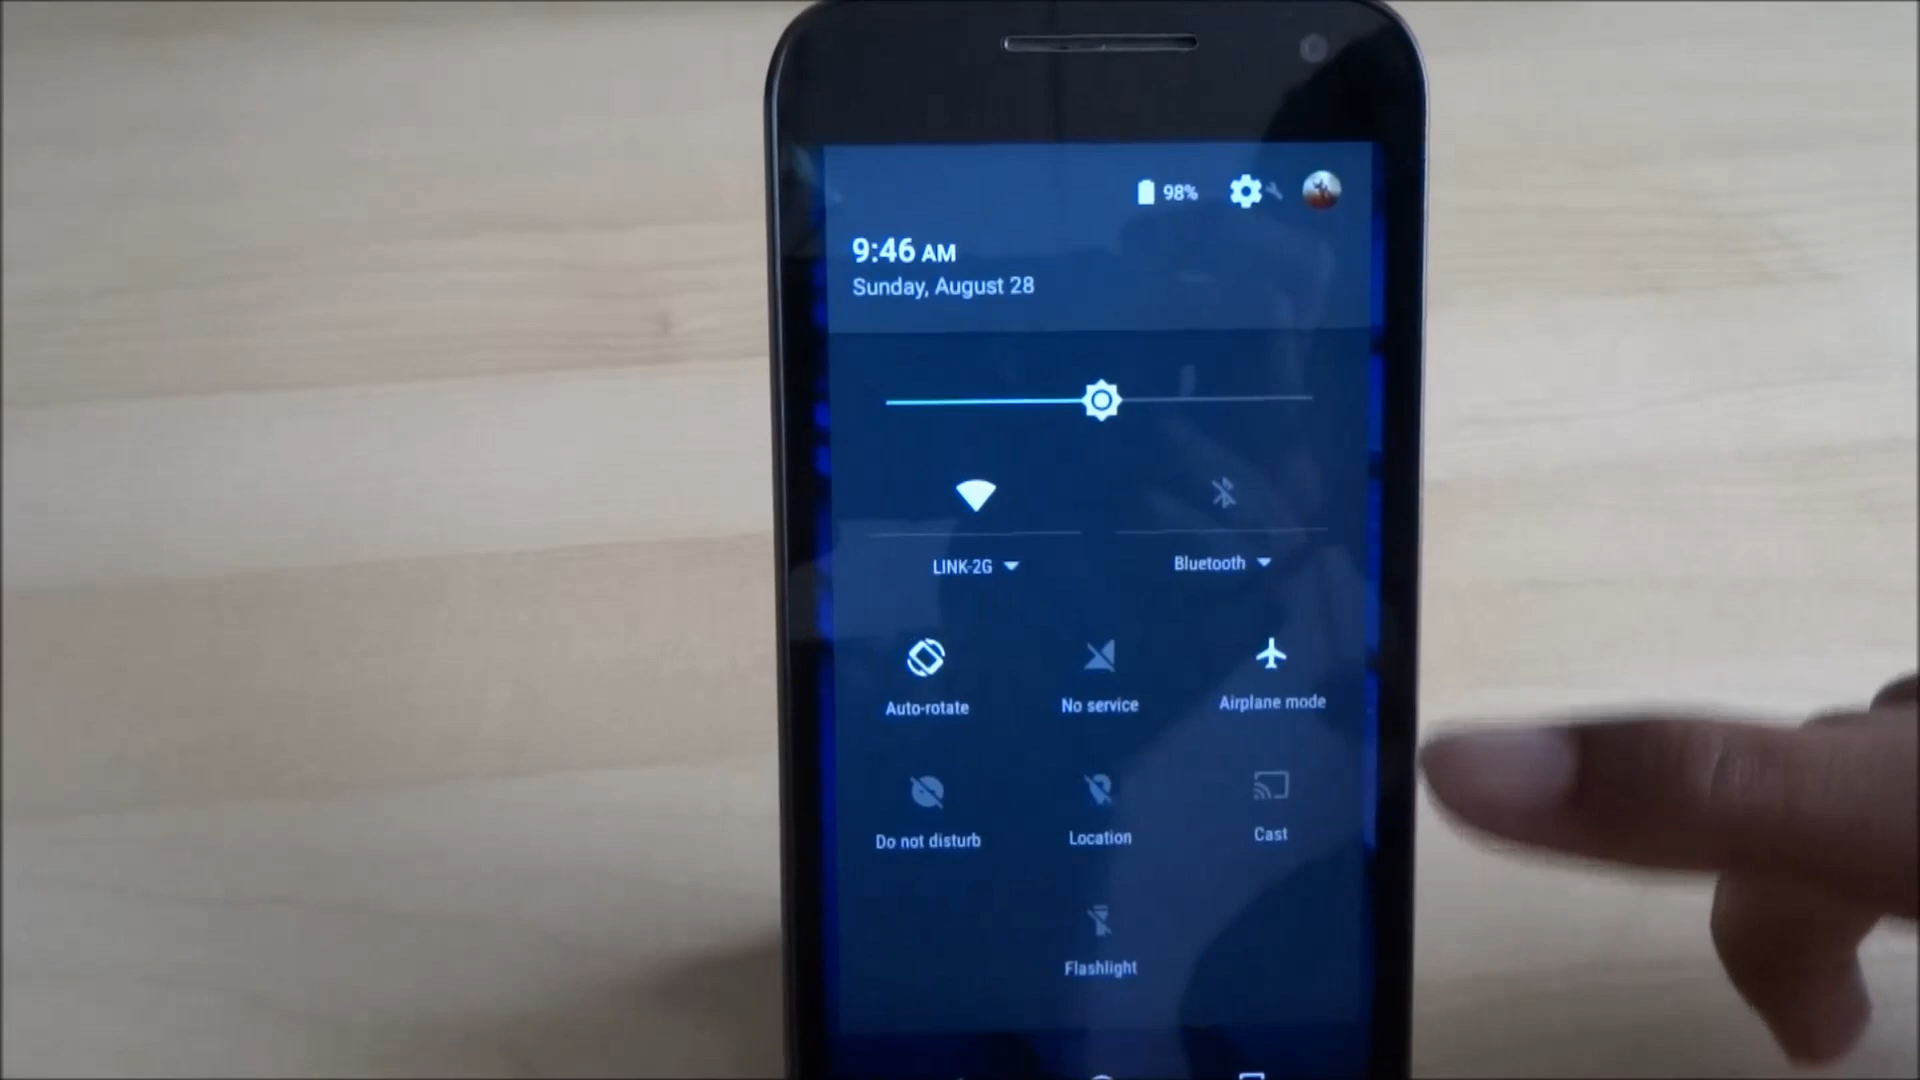 98%
9:46 AM
Sunday, August 28
LINK-2G
Bluetooth
Auto-rotate
No service
Airplane mode
Do not disturb
Location
Cast
Flashlight